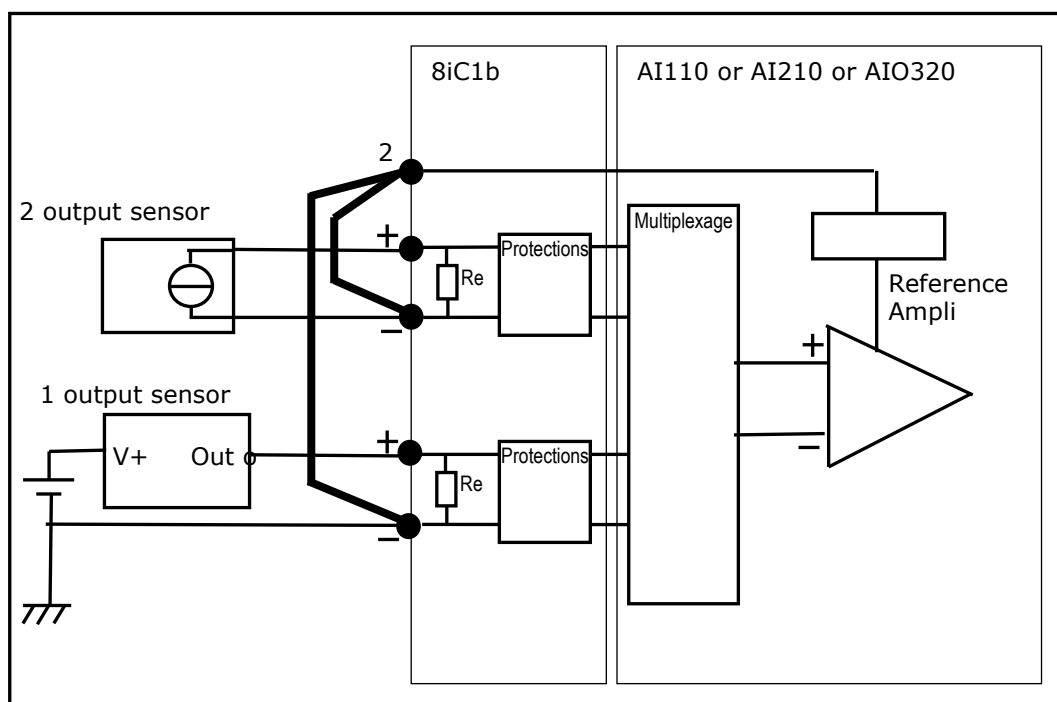 8iC1b
AI110 or AI210 or AIO320
2
2 output sensor
+
Re
−
Protections
Multiplexage
Reference
Ampli
+
−
1 output sensor
V+ Out o
+
Re
−
Protections